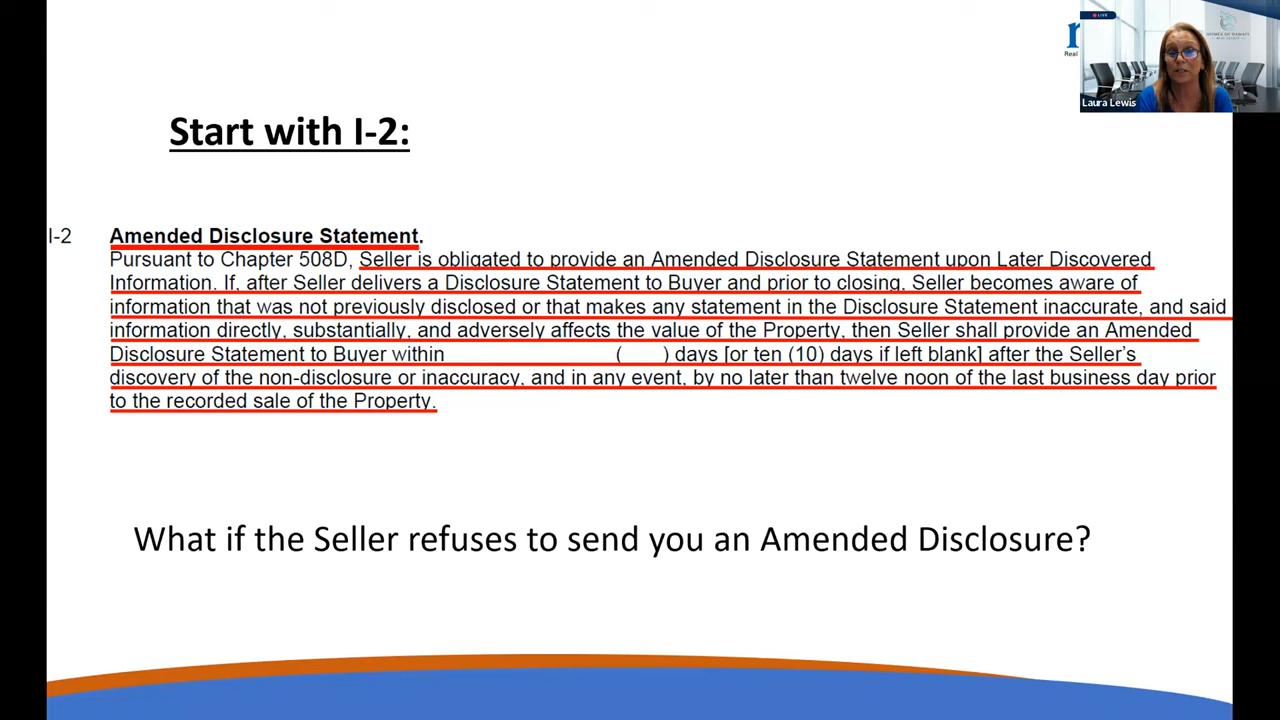 LIVE
HOMES OF HAWAII
r
Real
Laura Lewis
Start with I-2:
I-2 Amended Disclosure Statement.
Pursuant to Chapter 508D, Seller is obligated to provide an Amended Disclosure Statement upon Later Discovered
Information. If, after Seller delivers a Disclosure Statement to Buyer and prior to closing, Seller becomes aware of
information that was not previously disclosed or that makes any statement in the Disclosure Statement inaccurate, and said
information directly, substantially, and adversely affects the value of the Property, then Seller shall provide an Amended
Disclosure Statement to Buyer within ( ) days [or ten (10) days if left blank] after the Seller's
discovery of the non-disclosure or inaccuracy, and in any event, by no later than twelve noon of the last business day prior
to the recorded sale of the Property.
What if the Seller refuses to send you an Amended Disclosure?